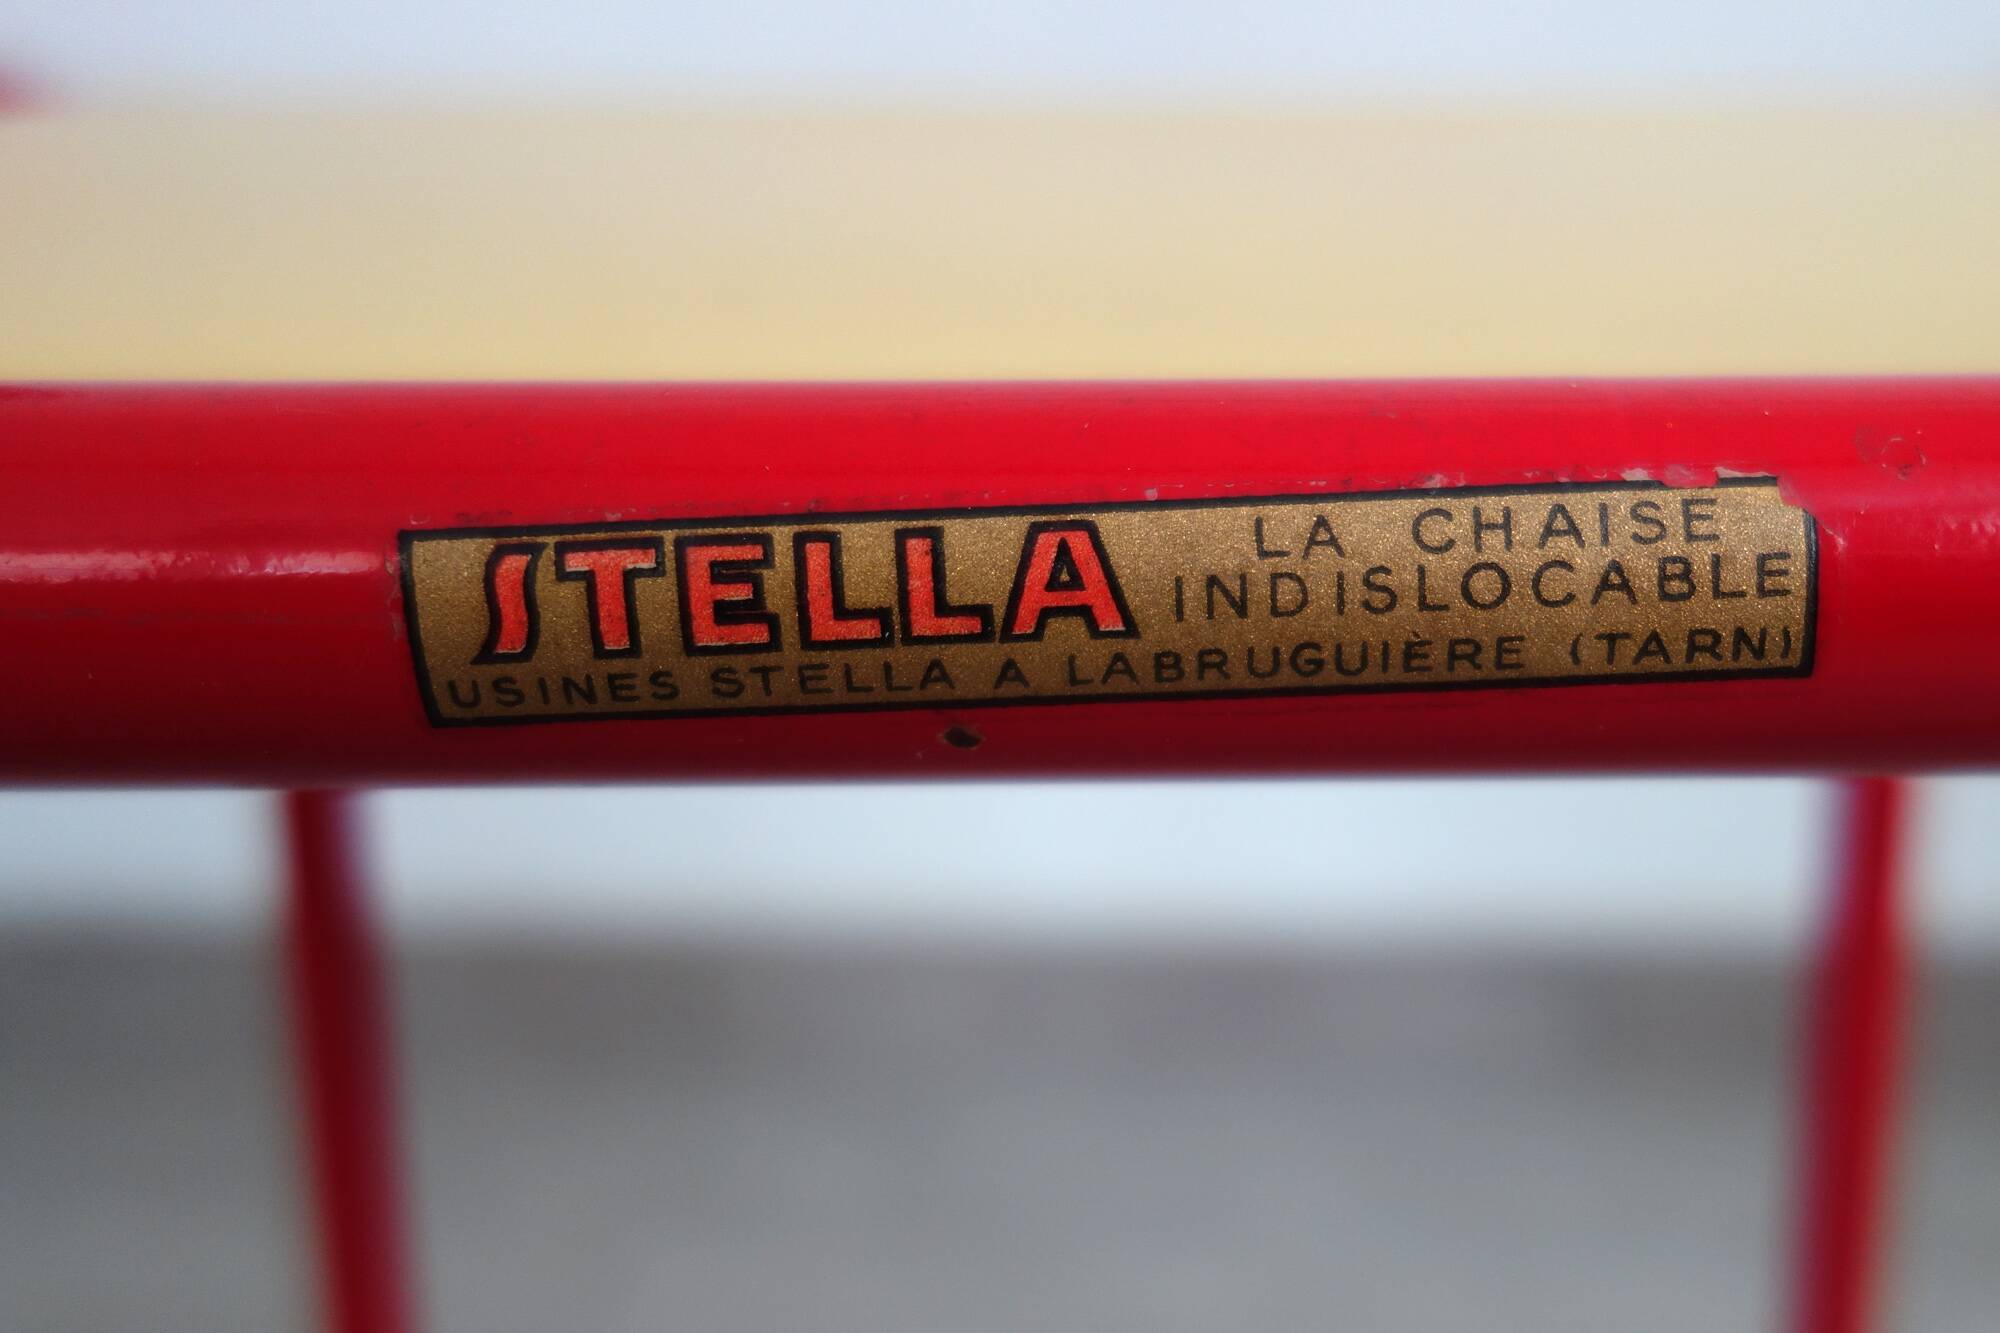 STELLA
LA CHAISE
INDISLOCABLE
USINES STELLA A LABRUGUIÈRE (TARN)